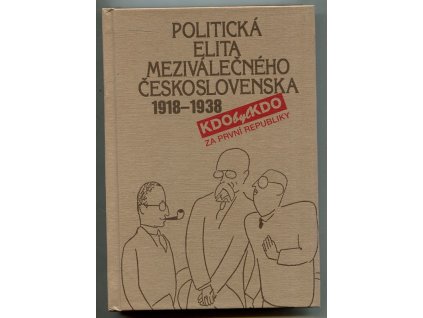 POLITICKÁ
ELITA
MEZIVÁLEČNÉHO
ČESKOSLOVENSKA
1918–1938
KDO byl KDO
ZA PRVNÍ REPUBLIKY